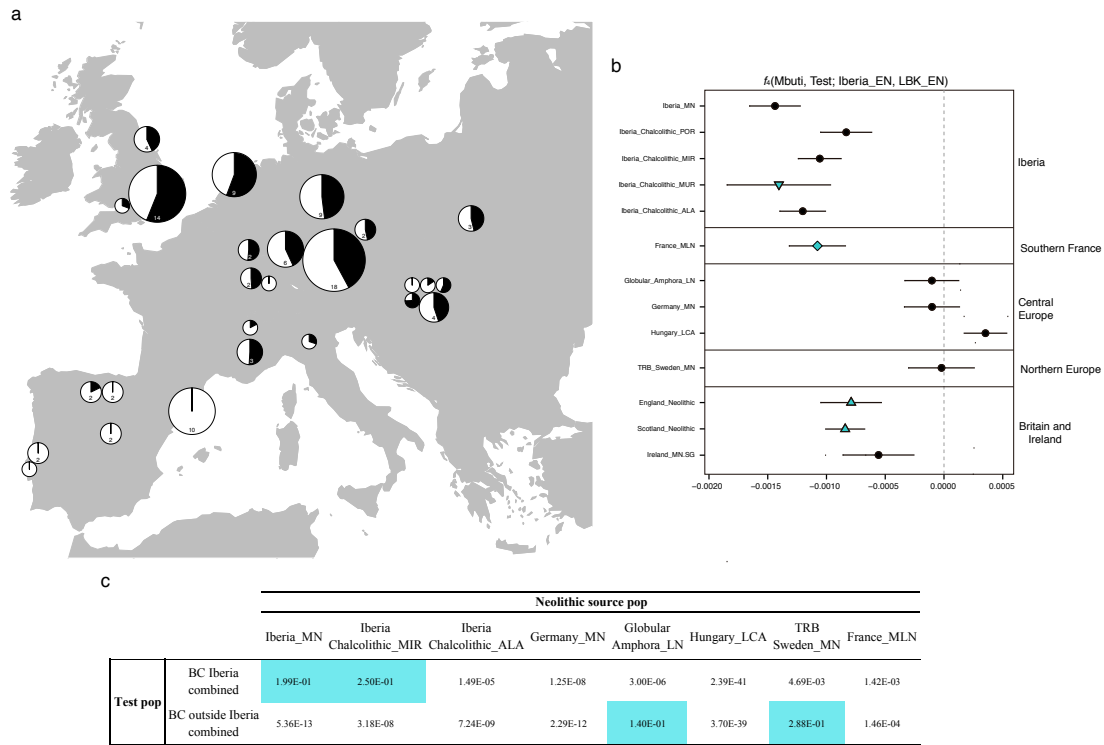 a
4
14
9
9
3
2
2
6
18
2
4
3
2
2
10
2
2
b
f4(Mbuti, Test; Iberia_EN, LBK_EN)
Iberia_MN
Iberia_Chalcolithic_POR
Iberia_Chalcolithic_MIR
Iberia_Chalcolithic_MUR
Iberia_Chalcolithic_ALA
Iberia
France_MLN
Southern France
Globular_Amphora_LN
Germany_MN
Hungary_LCA
Central
Europe
TRB_Sweden_MN
Northern Europe
England_Neolithic
Scotland_Neolithic
Ireland_MN.SG
Britain and
Ireland
−0.0020 −0.0015 −0.0010 −0.0005 0.0000 0.0005
c
Neolithic source pop
Iberia_MN Iberia Chalcolithic_MIR Iberia Chalcolithic_ALA Germany_MN Globular Amphora_LN Hungary_LCA TRB Sweden_MN France_MLN
Test pop
BC Iberia combined 1.99E-01 2.50E-01 1.49E-05 1.25E-08 3.00E-06 2.39E-41 4.69E-03 1.42E-03
BC outside Iberia combined 5.36E-13 3.18E-08 7.24E-09 2.29E-12 1.40E-01 3.70E-39 2.88E-01 1.46E-04